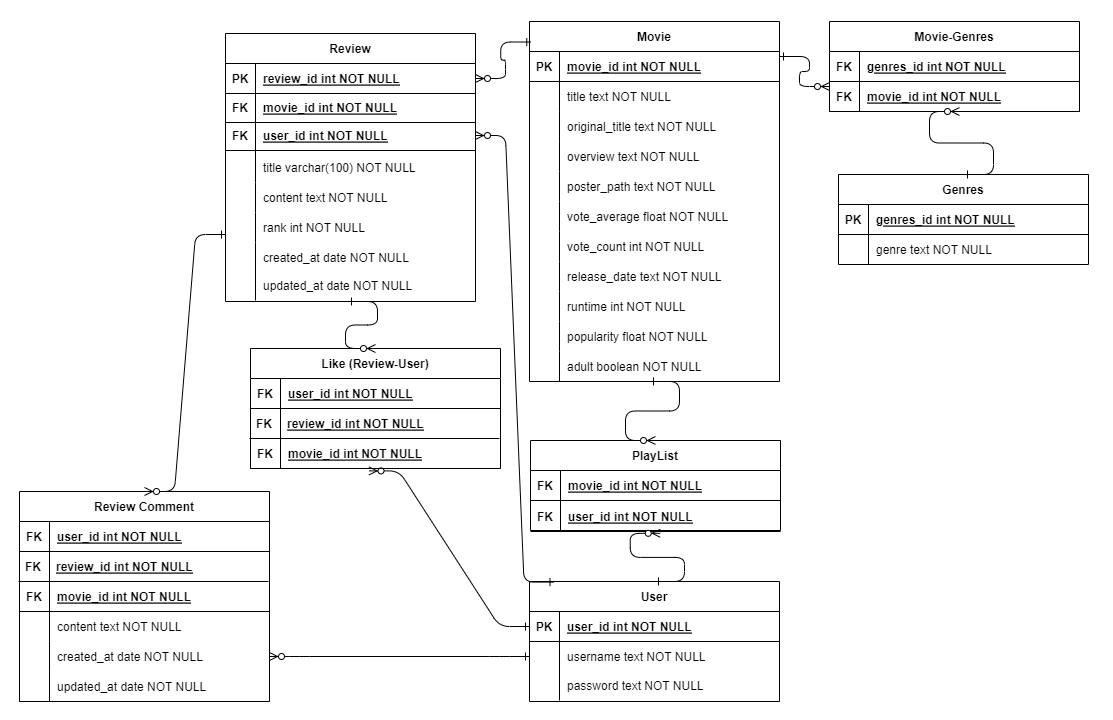 Review
PK review_id int NOT NULL
FK movie_id int NOT NULL
FK user_id int NOT NULL
title varchar(100) NOT NULL
content text NOT NULL
rank int NOT NULL
created_at date NOT NULL
updated_at date NOT NULL
Movie
PK movie_id int NOT NULL
title text NOT NULL
original_title text NOT NULL
overview text NOT NULL
poster_path text NOT NULL
vote_average float NOT NULL
vote_count int NOT NULL
release_date text NOT NULL
runtime int NOT NULL
popularity float NOT NULL
adult boolean NOT NULL
Movie-Genres
FK genres_id int NOT NULL
FK movie_id int NOT NULL
Genres
PK genres_id int NOT NULL
genre text NOT NULL
Like (Review-User)
FK user_id int NOT NULL
FK review_id int NOT NULL
FK movie_id int NOT NULL
PlayList
FK movie_id int NOT NULL
FK user_id int NOT NULL
Review Comment
FK user_id int NOT NULL
FK review_id int NOT NULL
FK movie_id int NOT NULL
content text NOT NULL
created_at date NOT NULL
updated_at date NOT NULL
User
PK user_id int NOT NULL
username text NOT NULL
password text NOT NULL